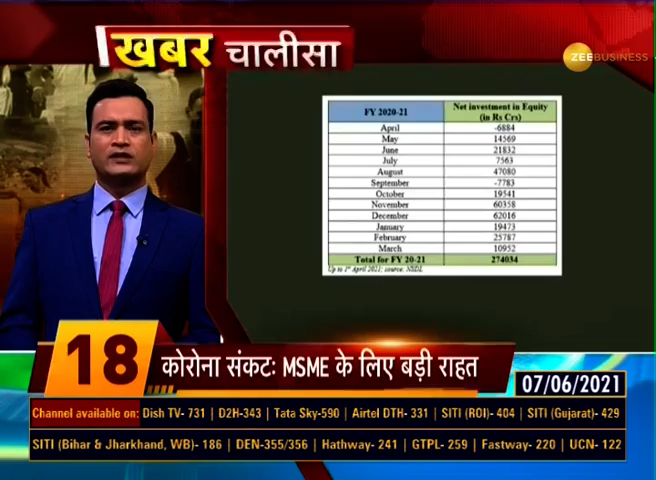 खबर चालीसा
ZEEBUSINESS
FY 2020-21 Net investment in Equity (in Rs Crs)
April -6884
May 14569
June 21832
July 7563
August 47080
September -7783
October 19541
November 60358
December 62016
January 19473
February 25787
March 10952
Total for FY 20-21 274034
Up to 1st April 2021; source: NSDL
18 कोरोना संकटः MSME के लिए बड़ी राहत
07/06/2021
Channel available on: Dish TV- 731 | D2H-343 | Tata Sky-590 | Airtel DTH- 331 | SITI (ROI)- 404 | SITI (Gujarat)- 429
SITI (Bihar & Jharkhand, WB)- 186 | DEN-355/356 | Hathway- 241 | GTPL- 259 | Fastway- 220 | UCN- 122